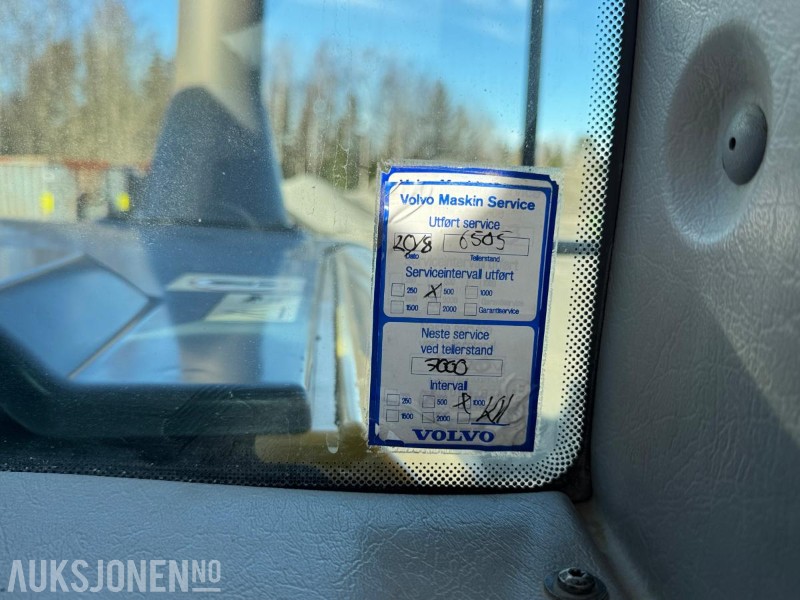 Volvo Maskin Service
Utført service
20/8 6505
Dato Tellerstand
Serviceintervall utført
250 X 500 1000
1500 2000 Garantiservice
Neste service
ved tellerstand
7000
Intervall
250 500 X 1000
1500 2000
VOLVO
AUKSJONEN.NO